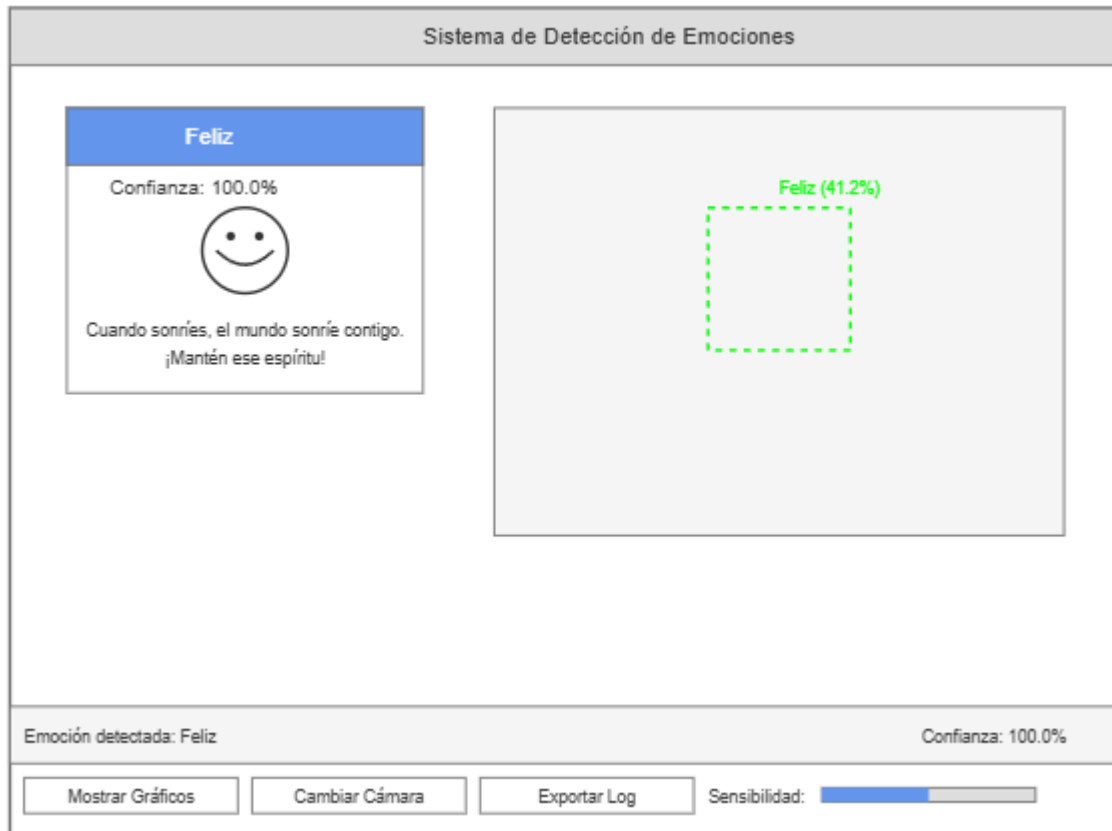 Sistema de Detección de Emociones
Feliz
Confianza: 100.0%
Cuando sonríes, el mundo sonríe contigo.
¡Mantén ese espíritu!
Feliz (41.2%)
Emoción detectada: Feliz
Confianza: 100.0%
Mostrar Gráficos
Cambiar Cámara
Exportar Log
Sensibilidad: